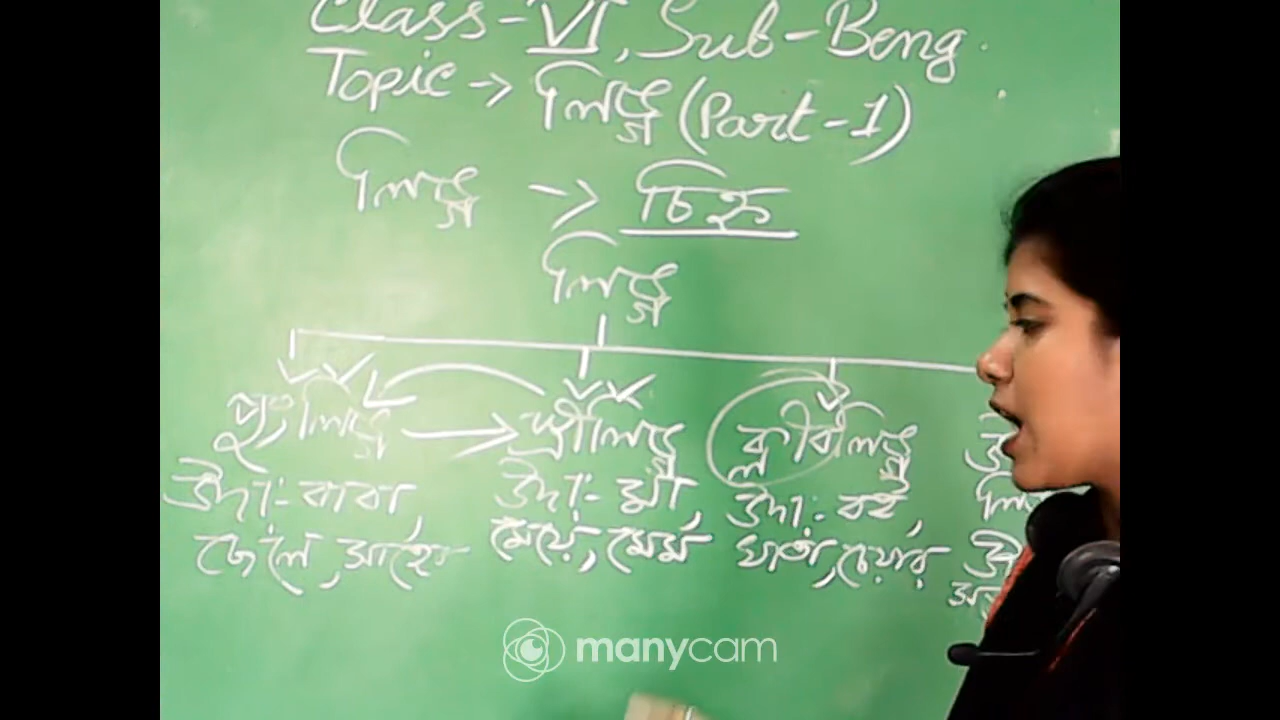 Class-VI, Sub-Beng.
Topic → লিঙ্গ (Part-1)
লিঙ্গ → চিহ্ন
লিঙ্গ
পুংলিঙ্গ → স্ত্রীলিঙ্গ ক্লীবলিঙ্গ
উদাঃ- বাবা, উদাঃ- মা, উদাঃ- বই,
ছেলে, সাহেব মেয়ে, মেম খাতা, চেয়ার
manycam